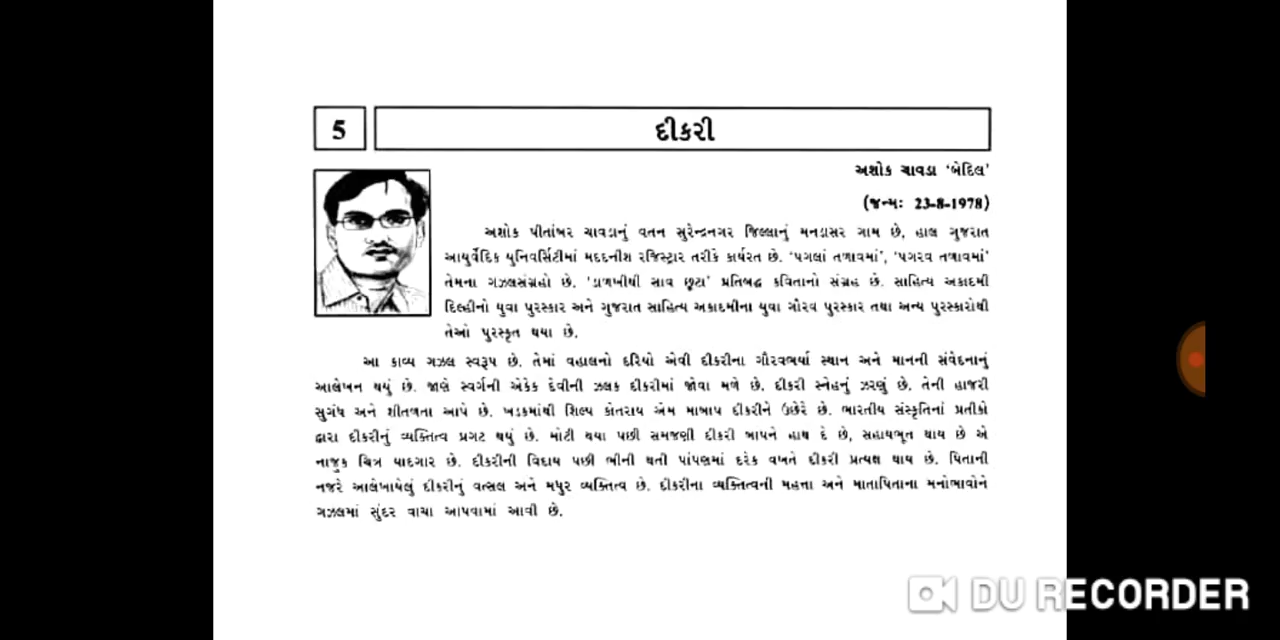 5
દીકરી
અશોક ચાવડા 'બેદિલ'
(જન્મ: 23-8-1978)
અશોક પીતાંબર ચાવડાનું વતન સુરેન્દ્રનગર જિલ્લાનું મનડાસર ગામ છે, હાલ ગુજરાત
આયુર્વેદિક યુનિવર્સિટીમાં મદદનીશ રજિસ્ટ્રાર તરીકે કાર્યરત છે. 'પગલાં તળાવમાં', 'પગરવ તળાવમાં'
તેમના ગઝલસંગ્રહો છે. 'ડાળખીથી સાવ છૂટા' પ્રતિબદ્ધ કવિતાનો સંગ્રહ છે. સાહિત્ય અકાદમી
દિલ્હીનો યુવા પુરસ્કાર અને ગુજરાત સાહિત્ય અકાદમીના યુવા ગૌરવ પુરસ્કાર તથા અન્ય પુરસ્કારોથી
તેઓ પુરસ્કૃત થયા છે.
આ કાવ્ય ગઝલ સ્વરૂપ છે. તેમાં વહાલનો દરિયો એવી દીકરીના ગૌરવભર્યા સ્થાન અને માનની સંવેદનાનું
આલેખન થયું છે. જાણે સ્વર્ગની એકેક દેવીની ઝલક દીકરીમાં જોવા મળે છે. દીકરી સ્નેહનું ઝરણું છે. તેની હાજરી
સુગંધ અને શીતળતા આપે છે. ખડકમાંથી શિલ્પ કોતરાય એમ માબાપ દીકરીને ઉછેરે છે. ભારતીય સંસ્કૃતિનાં પ્રતીકો
દ્વારા દીકરીનું વ્યક્તિત્વ પ્રગટ થયું છે. મોટી થયા પછી સમજણી દીકરી બાપને હાથ દે છે, સહાયભૂત થાય છે એ
નાજુક ચિત્ર યાદગાર છે. દીકરીની વિદાય પછી ભીની થતી પાંપણમાં દરેક વખતે દીકરી પ્રત્યક્ષ થાય છે. પિતાની
નજરે આલેખાયેલું દીકરીનું વત્સલ અને મધુર વ્યક્તિત્વ છે. દીકરીના વ્યક્તિત્વની મહત્તા અને માતાપિતાના મનોભાવોને
ગઝલમાં સુંદર વાચા આપવામાં આવી છે.
DU RECORDER